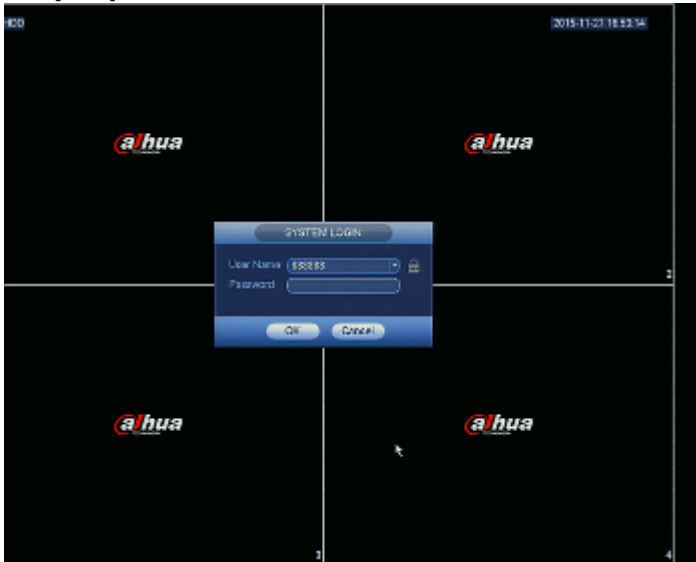 HDD
2015-11-27 16:53:14
alhua
alhua
SYSTEM LOGIN
User Name 888888
Password
2
OK Cancel
alhua
alhua
3
4